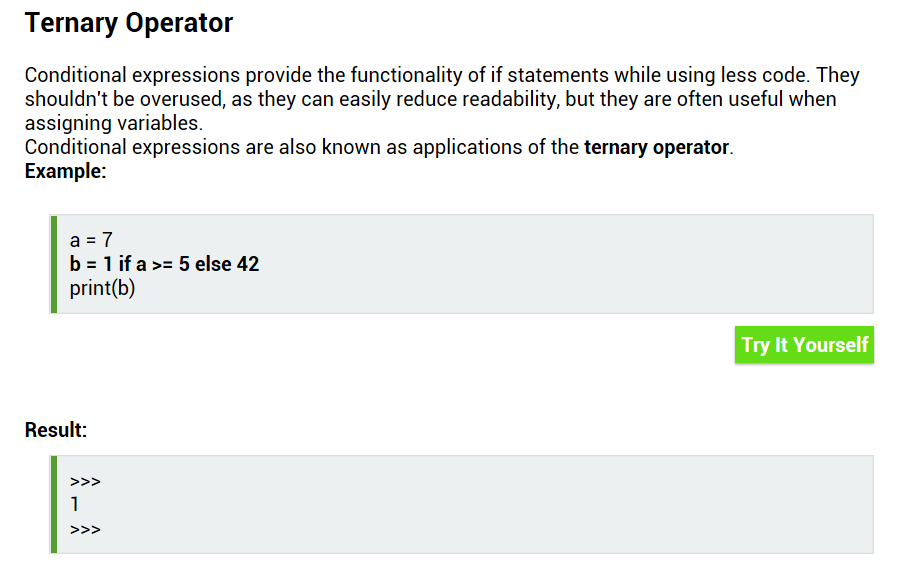 Ternary Operator
Conditional expressions provide the functionality of if statements while using less code. They
shouldn't be overused, as they can easily reduce readability, but they are often useful when
assigning variables.
Conditional expressions are also known as applications of the ternary operator.
Example:
a = 7
b = 1 if a >= 5 else 42
print(b)
Try It Yourself
Result:
>>>
1
>>>